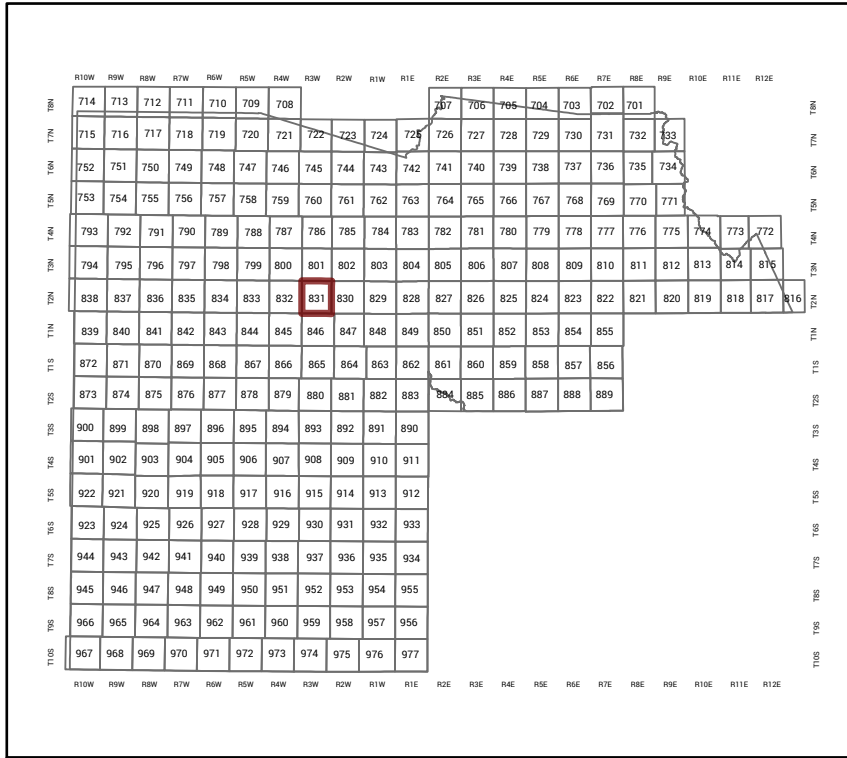 R10W R9W R8W R7W R6W R5W R4W R3W R2W R1W R1E R2E R3E R4E R5E R6E R7E R8E R9E R10E R11E R12E
T8N 714 713 712 711 710 709 708 707 706 705 704 703 702 701 T8N
T7N 715 716 717 718 719 720 721 722 723 724 725 726 727 728 729 730 731 732 733 T7N
T6N 752 751 750 749 748 747 746 745 744 743 742 741 740 739 738 737 736 735 734 T6N
T5N 753 754 755 756 757 758 759 760 761 762 763 764 765 766 767 768 769 770 771 T5N
T4N 793 792 791 790 789 788 787 786 785 784 783 782 781 780 779 778 777 776 775 774 773 772 T4N
T3N 794 795 796 797 798 799 800 801 802 803 804 805 806 807 808 809 810 811 812 813 814 815 T3N
T2N 838 837 836 835 834 833 832 831 830 829 828 827 826 825 824 823 822 821 820 819 818 817 816 T2N
T1N 839 840 841 842 843 844 845 846 847 848 849 850 851 852 853 854 855 T1N
T1S 872 871 870 869 868 867 866 865 864 863 862 861 860 859 858 857 856 T1S
T2S 873 874 875 876 877 878 879 880 881 882 883 884 885 886 887 888 889 T2S
T3S 900 899 898 897 896 895 894 893 892 891 890 T3S
T4S 901 902 903 904 905 906 907 908 909 910 911 T4S
T5S 922 921 920 919 918 917 916 915 914 913 912 T5S
T6S 923 924 925 926 927 928 929 930 931 932 933 T6S
T7S 944 943 942 941 940 939 938 937 936 935 934 T7S
T8S 945 946 947 948 949 950 951 952 953 954 955 T8S
T9S 966 965 964 963 962 961 960 959 958 957 956 T9S
T10S 967 968 969 970 971 972 973 974 975 976 977 T10S
R10W R9W R8W R7W R6W R5W R4W R3W R2W R1W R1E R2E R3E R4E R5E R6E R7E R8E R9E R10E R11E R12E